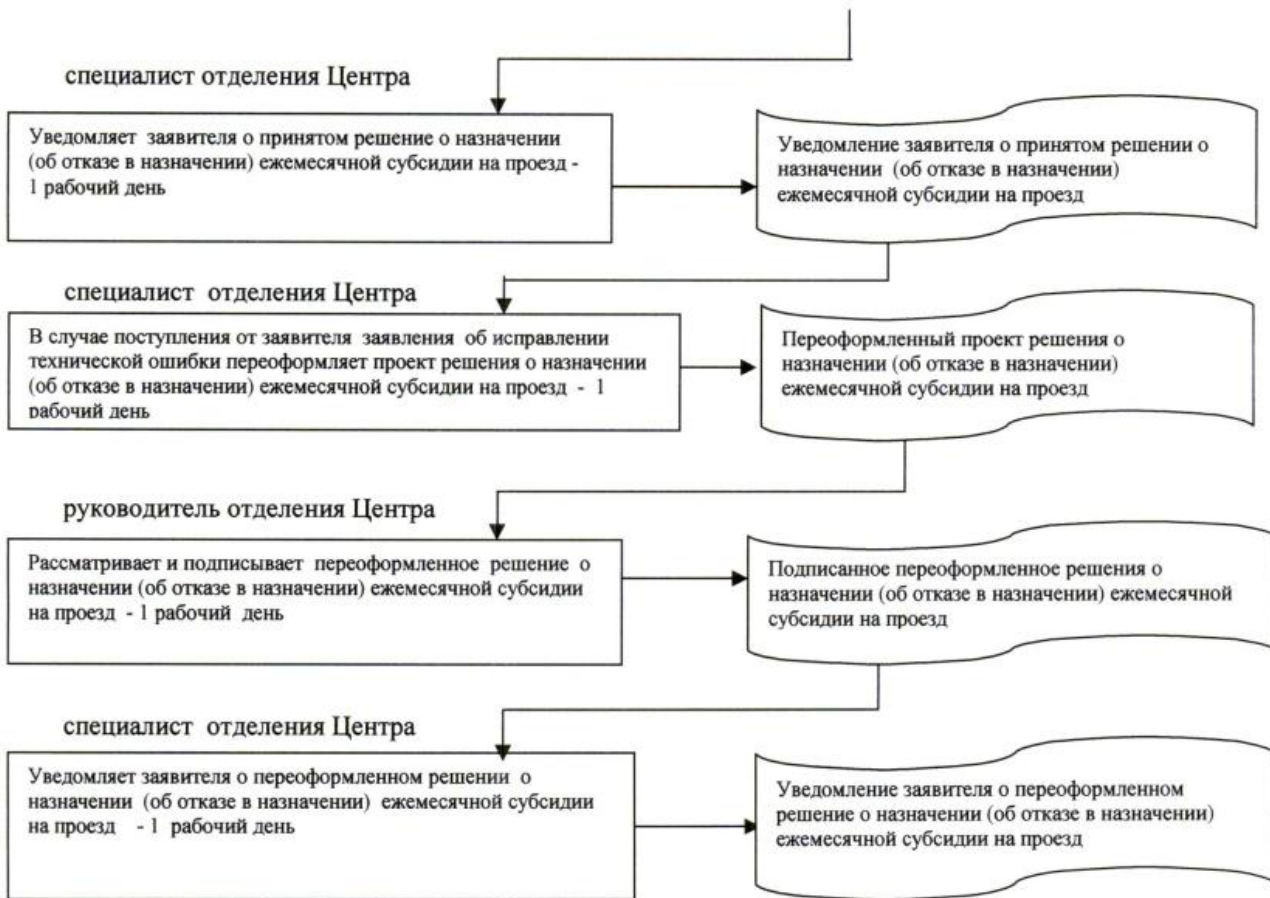 специалист отделения Центра
Уведомляет заявителя о принятом решение о назначении
(об отказе в назначении) ежемесячной субсидии на проезд -
1 рабочий день
Уведомление заявителя о принятом решении о
назначении (об отказе в назначении)
ежемесячной субсидии на проезд
специалист отделения Центра
В случае поступления от заявителя заявления об исправлении
технической ошибки переоформляет проект решения о назначении
(об отказе в назначении) ежемесячной субсидии на проезд - 1
рабочий день
Переоформленный проект решения о
назначении (об отказе в назначении)
ежемесячной субсидии на проезд
руководитель отделения Центра
Рассматривает и подписывает переоформленное решение о
назначении (об отказе в назначении) ежемесячной субсидии
на проезд - 1 рабочий день
Подписанное переоформленное решения о
назначении (об отказе в назначении) ежемесячной
субсидии на проезд
специалист отделения Центра
Уведомляет заявителя о переоформленном решении о
назначении (об отказе в назначении) ежемесячной субсидии
на проезд - 1 рабочий день
Уведомление заявителя о переоформленном
решение о назначении (об отказе в назначении)
ежемесячной субсидии на проезд